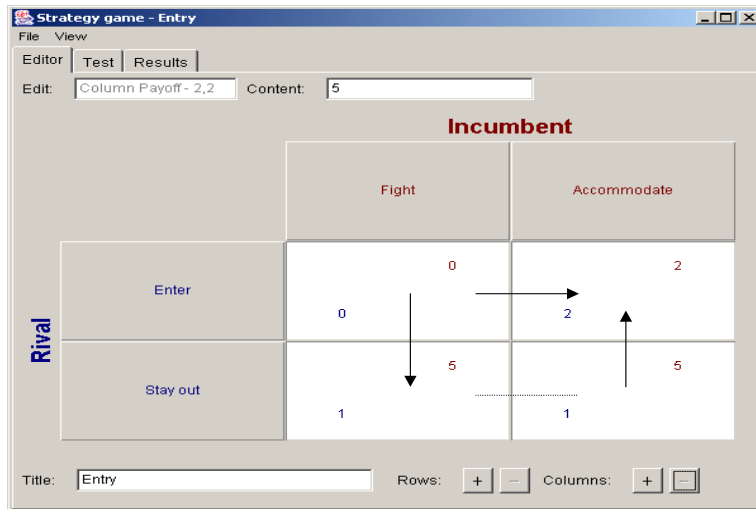 Strategy game - Entry
File View
Editor Test Results
Edit: Column Payoff - 2,2 Content: 5
Incumbent
Fight Accommodate
0 2
Enter
0 2
Rival
5 5
Stay out
1 1
Title: Entry Rows: + - Columns: + -